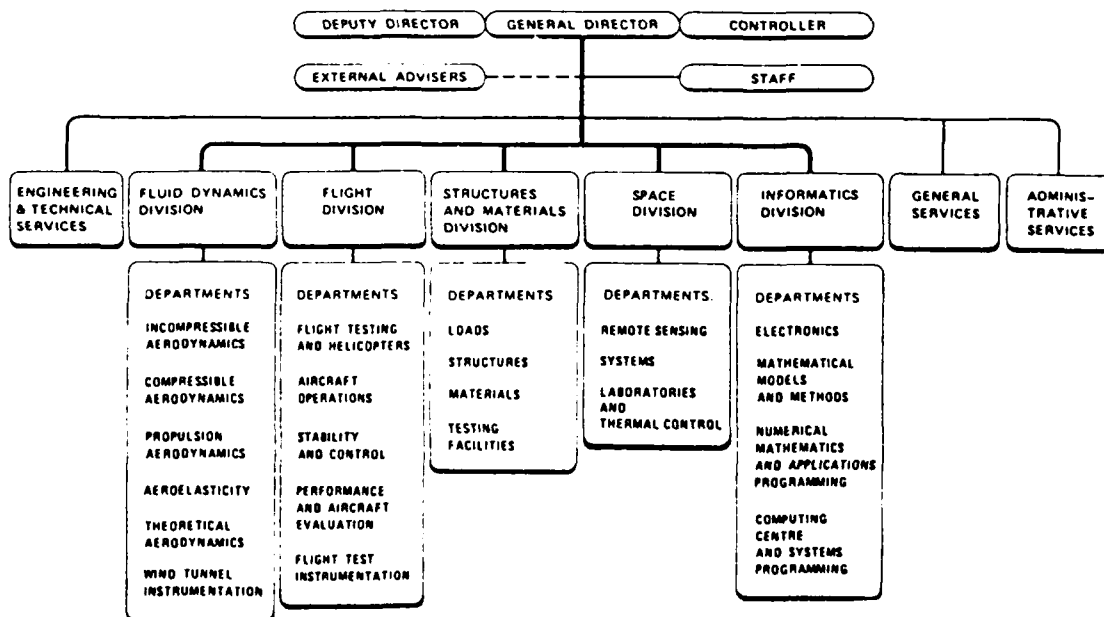 DEPUTY DIRECTOR
GENERAL DIRECTOR
CONTROLLER
EXTERNAL ADVISERS
STAFF
ENGINEERING
& TECHNICAL
SERVICES
FLUID DYNAMICS
DIVISION
FLIGHT
DIVISION
STRUCTURES
AND MATERIALS
DIVISION
SPACE
DIVISION
INFORMATICS
DIVISION
GENERAL
SERVICES
ADMINIS-
TRATIVE
SERVICES
DEPARTMENTS
INCOMPRESSIBLE
AERODYNAMICS
COMPRESSIBLE
AERODYNAMICS
PROPULSION
AERODYNAMICS
AEROELASTICITY
THEORETICAL
AERODYNAMICS
WIND TUNNEL
INSTRUMENTATION
DEPARTMENTS
FLIGHT TESTING
AND HELICOPTERS
AIRCRAFT
OPERATIONS
STABILITY
AND CONTROL
PERFORMANCE
AND AIRCRAFT
EVALUATION
FLIGHT TEST
INSTRUMENTATION
DEPARTMENTS
LOADS
STRUCTURES
MATERIALS
TESTING
FACILITIES
DEPARTMENTS.
REMOTE SENSING
SYSTEMS
LABORATORIES
AND
THERMAL CONTROL
DEPARTMENTS
ELECTRONICS
MATHEMATICAL
MODELS
AND METHODS
NUMERICAL
MATHEMATICS
AND APPLICATIONS
PROGRAMMING
COMPUTING
CENTRE
AND SYSTEMS
PROGRAMMING